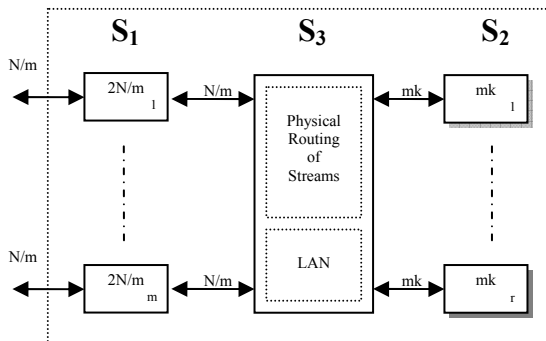 S1 S3 S2
N/m
2N/m
1
N/m
mk
mk
1
Physical
Routing
of
Streams
N/m
2N/m
m
N/m
LAN
mk
mk
r